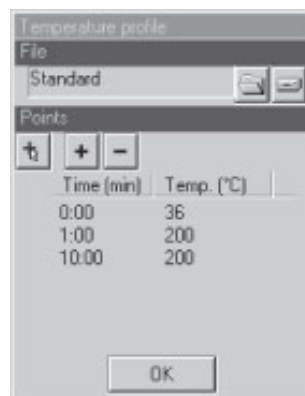 Temperature profile
File
Standard
Points
+ −
Time (min) Temp. (°C)
0:00 36
1:00 200
10:00 200
OK